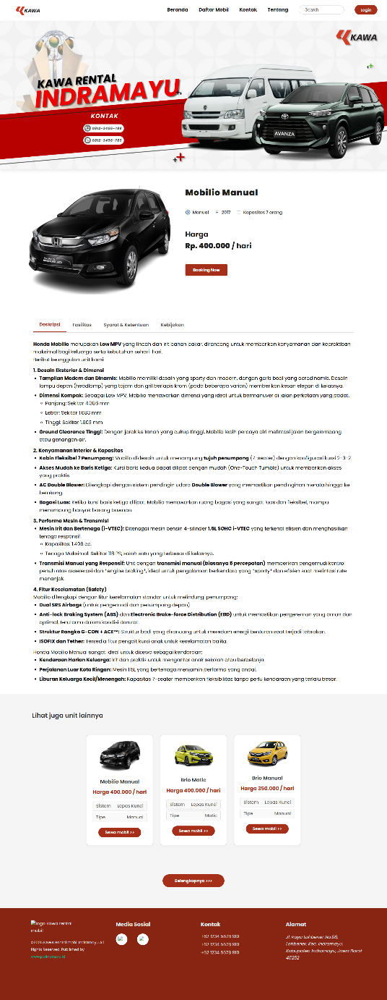 KAWA
Beranda
Daftar Mobil
Kontak
Tentang
Search
Login
KAWA
KAWA RENTAL
INDRAMAYU
KONTAK
0812-3456-789
0812-3456-789
AVANZA
Mobilio Manual
Manual
2017
Kapasitas 7 orang
Harga
Rp. 400.000 / hari
Booking Now
Deskripsi
Fasilitas
Syarat & Ketentuan
Kebijakan
Honda Mobilio merupakan Low MPV yang lincah dan irit bahan bakar, dirancang untuk memberikan kenyamanan dan kepraktisan
maksimal bagi keluarga serta kebutuhan sehari-hari.
Berikut keunggulan unit kami:
1. Desain Eksterior & Dimensi
Tampilan Modern dan Dinamis: Mobilio memiliki desain yang sporty dan modern, dengan garis bodi yang aerodinamis. Desain
lampu depan (headlamp) yang tajam dan gril berlapis krom (pada beberapa varian) memberikan kesan elegan di kelasnya.
Dimensi Kompak: Sebagai Low MPV, Mobilio menawarkan dimensi yang ideal untuk bermanuver di jalan perkotaan yang padat.
Panjang: Sekitar 4.386 mm
Lebar: Sekitar 1.683 mm
Tinggi: Sekitar 1.603 mm
Ground Clearance Tinggi: Dengan jarak ke tanah yang cukup tinggi, Mobilio lebih percaya diri melintasi jalan bergelombang
atau genangan air.
2. Kenyamanan Interior & Kapasitas
Kabin Fleksibel 7 Penumpang: Mobilio didesain untuk menampung tujuh penumpang (7-seater) dengan konfigurasi kursi 2-3-2.
Akses Mudah ke Baris Ketiga: Kursi baris kedua dapat dilipat dengan mudah (One-Touch Tumble) untuk memberikan akses
yang praktis.
AC Double Blower: Dilengkapi dengan sistem pendingin udara Double Blower yang memastikan pendinginan merata hingga ke
belakang.
Bagasi Luas: Ketika kursi baris ketiga dilipat, Mobilio menawarkan ruang bagasi yang sangat luas dan fleksibel, mampu
menampung banyak barang bawaan.
3. Performa Mesin & Transmisi
Mesin Irit dan Bertenaga (i-VTEC): Ditenagai mesin bensin 4-silinder 1.5L SOHC i-VTEC yang terkenal efisien dan menghasilkan
tenaga responsif.
Kapasitas: 1.496 cc.
Tenaga Maksimal: Sekitar 118 PS, salah satu yang terbesar di kelasnya.
Transmisi Manual yang Responsif: Unit dengan transmisi manual (biasanya 5 percepatan) memberikan pengemudi kontrol
penuh atas akselerasi dan *engine braking*, ideal untuk pengalaman berkendara yang *sporty* dan efisien saat melintasi rute
menanjak.
4. Fitur Keselamatan (Safety)
Mobilio dilengkapi dengan fitur keselamatan standar untuk melindungi penumpang:
Dual SRS Airbags (untuk pengemudi dan penumpang depan).
Anti-lock Braking System (ABS) dan Electronic Brake-force Distribution (EBD) untuk memastikan pengereman yang aman dan
optimal, terutama dalam kondisi darurat.
Struktur Rangka G-CON + ACE™: Struktur bodi yang dirancang untuk meredam energi benturan saat terjadi tabrakan.
ISOFIX dan Tether: Tersedia fitur pengait kursi anak untuk keselamatan balita.
Honda Mobilio Manual sangat ideal untuk disewa sebagai kendaraan:
Kendaraan Harian Keluarga: Irit dan praktis untuk mengantar anak sekolah atau berbelanja.
Perjalanan Luar Kota Ringan: Mesin 1.5L yang bertenaga menjamin performa yang andal.
Liburan Keluarga Kecil/Menengah: Kapasitas 7-seater memberikan fleksibilitas tanpa perlu kendaraan yang terlalu besar.
Lihat juga unit lainnya
Mobilio Manual
Harga 400.000 / hari
Sistem Lepas Kunci
Tipe Manual
Sewa mobil >>
Brio Matic
Harga 400.000 / hari
Sistem Lepas Kunci
Tipe Matic
Sewa mobil >>
Brio Manual
Harga 350.000 / hari
Sistem Lepas Kunci
Tipe Manual
Sewa mobil >>
Selengkapnya >>>
logo kawa rental
mobil
©2026 KAWA Rental mobil Indramayu. All
Rights Reserved. Published by
www.polindra.ac.id
Media Sosial
Kontak
+62 1234 5678 910
+62 1234 5678 910
+62 1234 5678 910
Alamat
Jl. Raya Lohbener No.08,
Lohbener, Kec. Indramayu,
Kabupaten Indramayu, Jawa Barat
45252